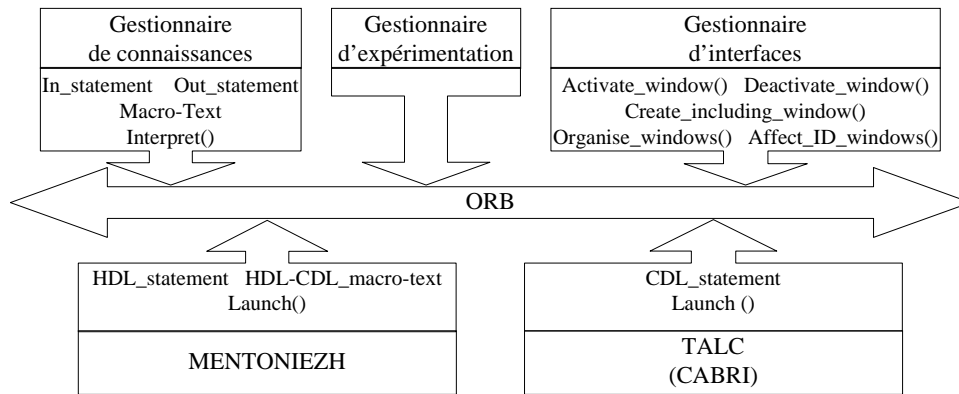 Gestionnaire
de connaissances
In_statement Out_statement
Macro-Text
Interpret()
Gestionnaire
d'expérimentation
Gestionnaire
d'interfaces
Activate_window() Deactivate_window()
Create_including_window()
Organise_windows() Affect_ID_windows()
ORB
HDL_statement HDL-CDL_macro-text
Launch()
MENTONIEZH
CDL_statement
Launch ()
TALC
(CABRI)